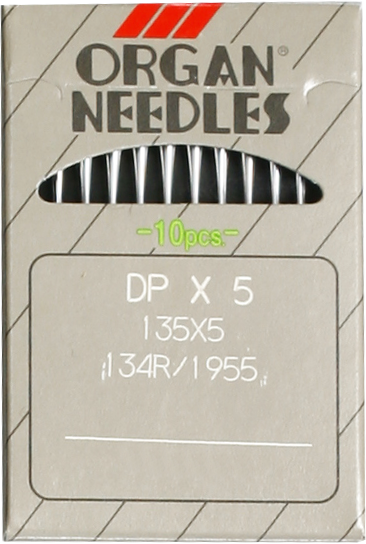 ORGAN®
NEEDLES
-10pcs.-
DP X 5
135X5
134R/1955